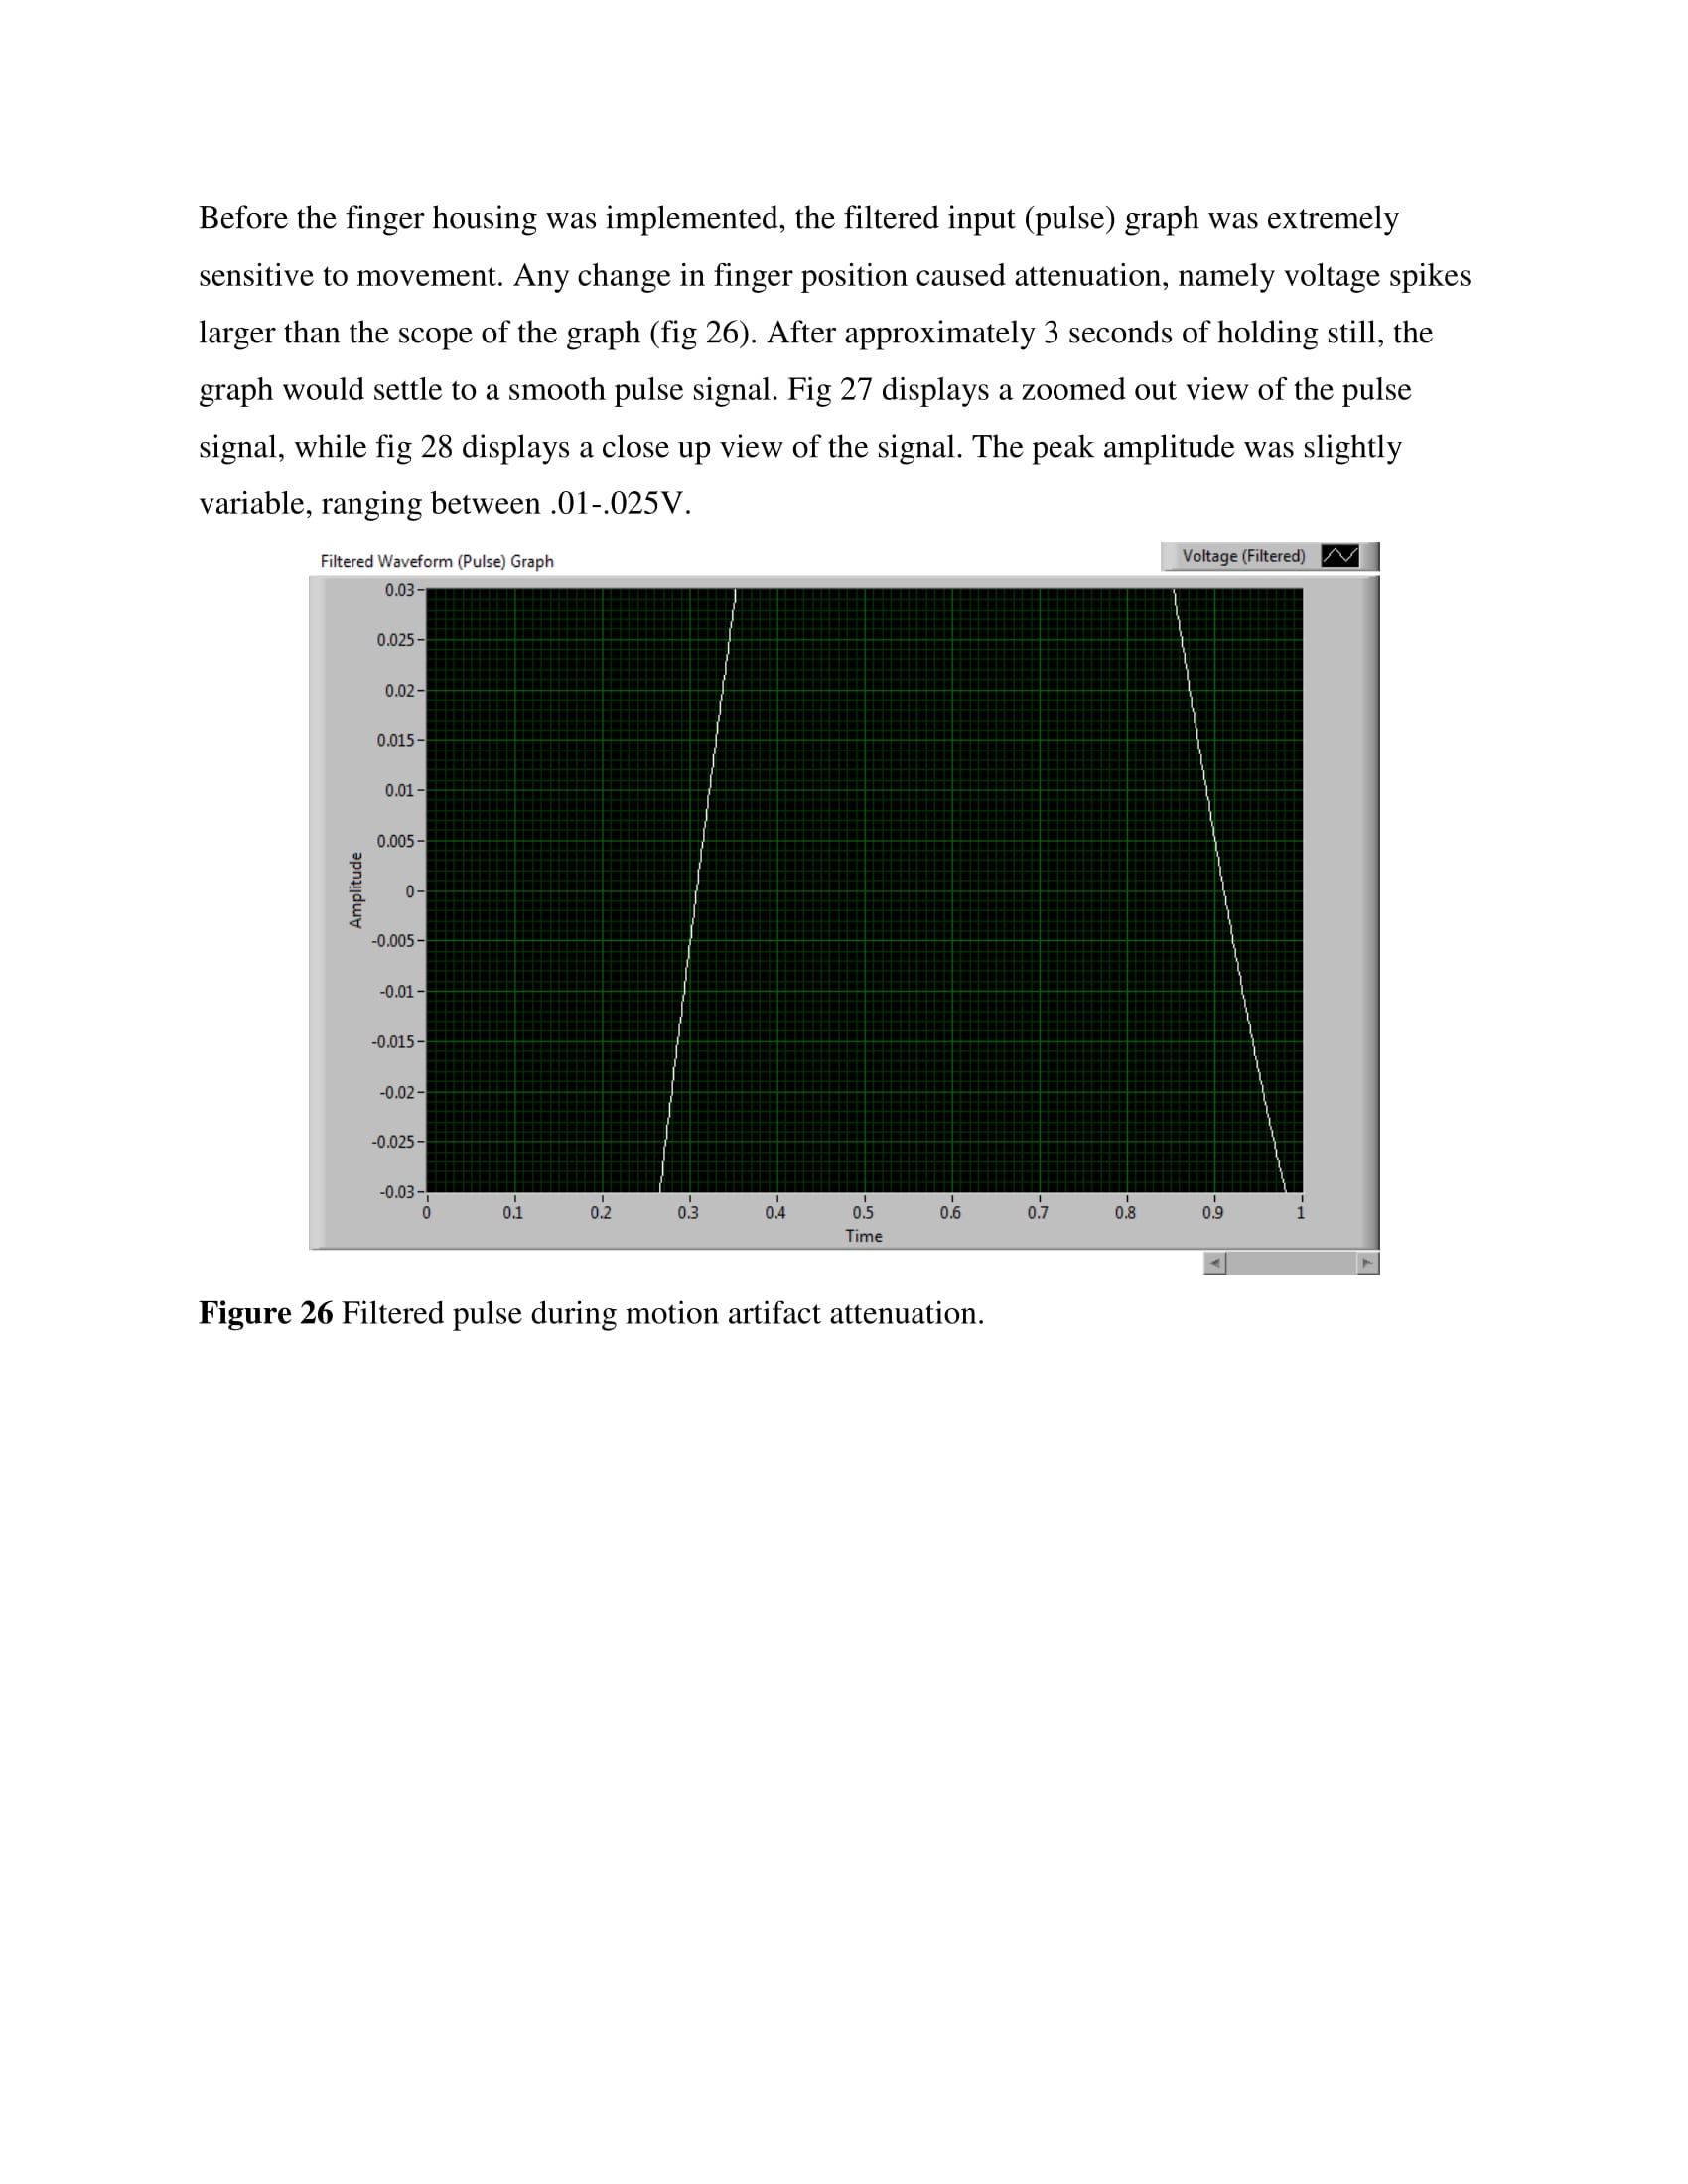 Before the finger housing was implemented, the filtered input (pulse) graph was extremely
sensitive to movement. Any change in finger position caused attenuation, namely voltage spikes
larger than the scope of the graph (fig 26). After approximately 3 seconds of holding still, the
graph would settle to a smooth pulse signal. Fig 27 displays a zoomed out view of the pulse
signal, while fig 28 displays a close up view of the signal. The peak amplitude was slightly
variable, ranging between .01-.025V.
Filtered Waveform (Pulse) Graph
Voltage (Filtered)
0.03
0.025
0.02
0.015
0.01
0.005
0
-0.005
-0.01
-0.015
-0.02
-0.025
-0.03
Amplitude
0 0.1 0.2 0.3 0.4 0.5 0.6 0.7 0.8 0.9 1
Time
Figure 26 Filtered pulse during motion artifact attenuation.